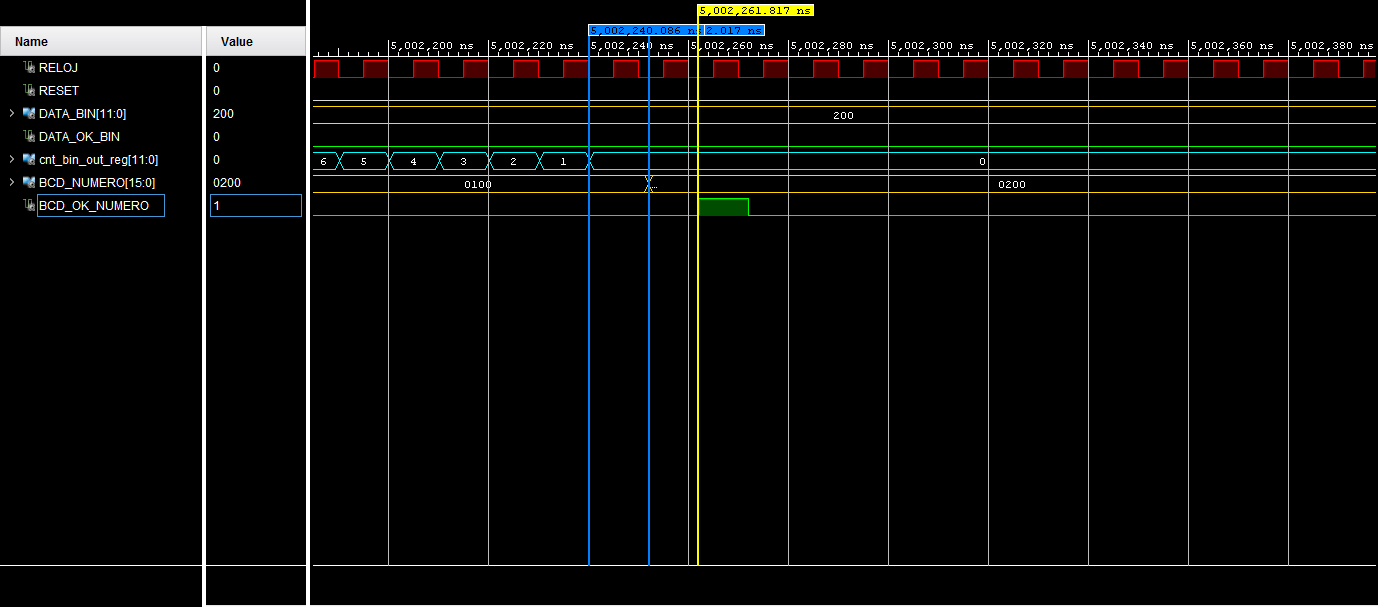 5,002,261.817 ns
5,002,240.086 ns 2.017 ns
Name Value
5,002,200 ns 5,002,220 ns 5,002,240 ns 5,002,260 ns 5,002,280 ns 5,002,300 ns 5,002,320 ns 5,002,340 ns 5,002,360 ns 5,002,380 ns
RELOJ 0
RESET 0
DATA_BIN[11:0] 200 200
DATA_OK_BIN 0
cnt_bin_out_reg[11:0] 0 6 5 4 3 2 1 0
BCD_NUMERO[15:0] 0200 0100 ... 0200
BCD_OK_NUMERO 1